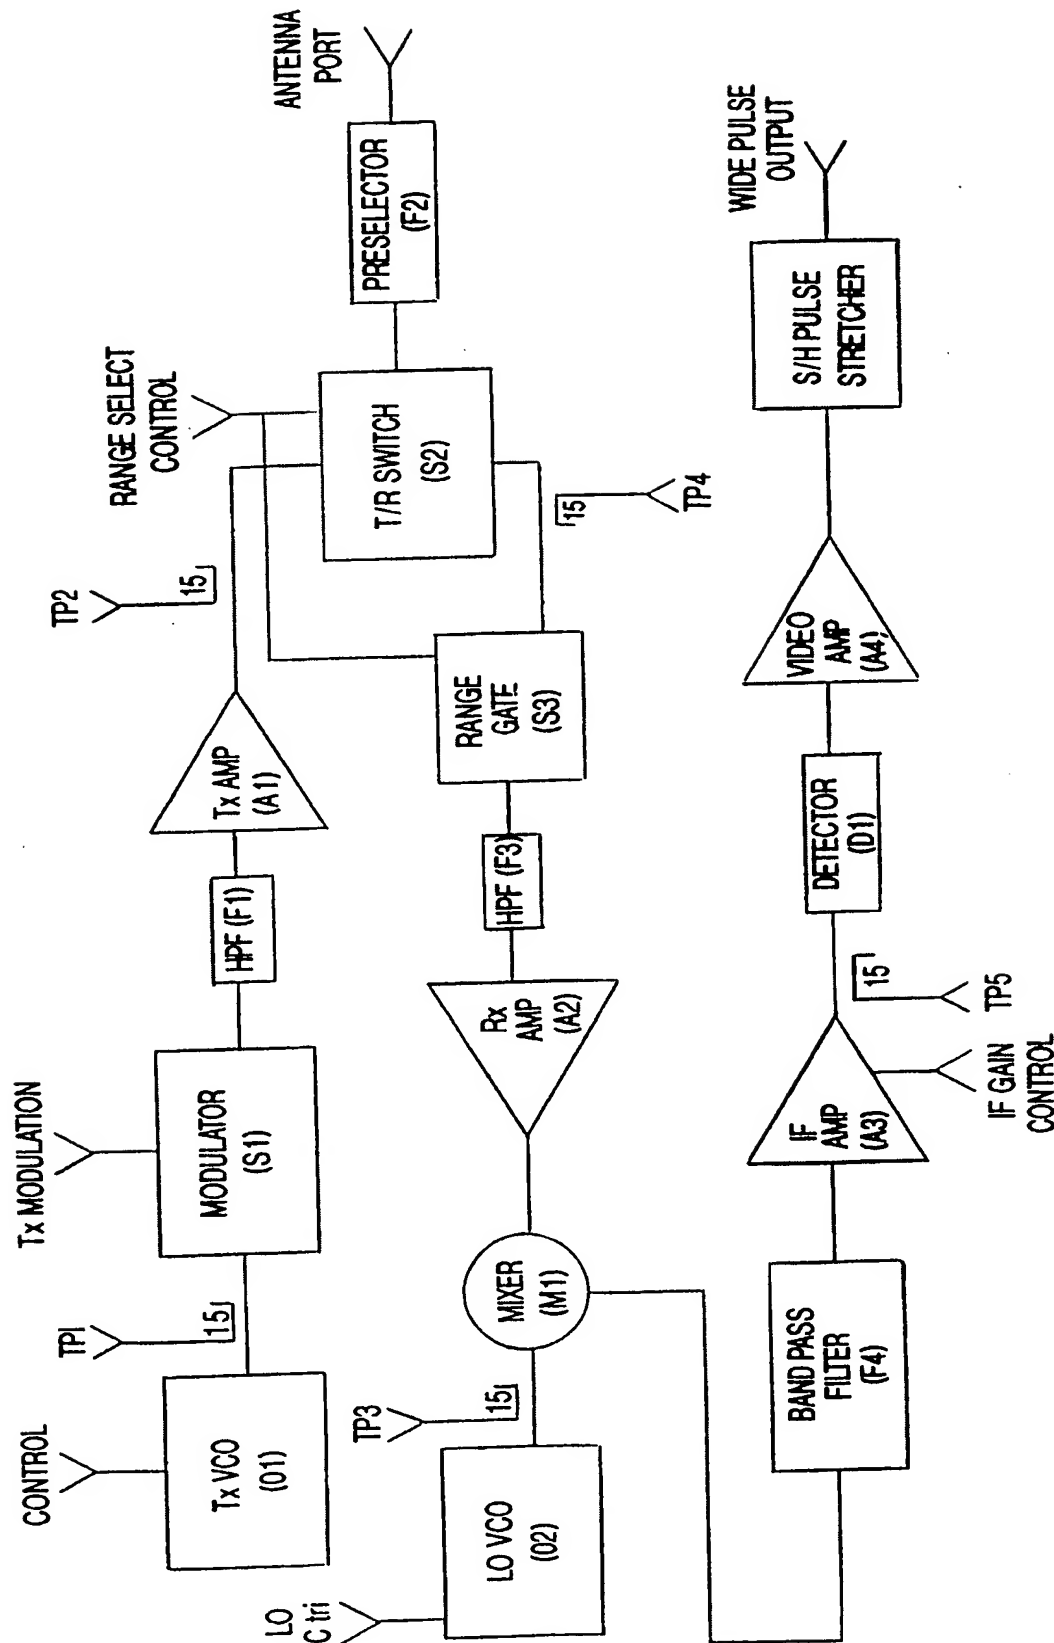 CONTROL
TP1
Tx MODULATION
TP2
RANGE SELECT
CONTROL
ANTENNA
PORT
Tx VCO
(01)
15
MODULATOR
(S1)
HPF (F1)
Tx AMP
(A1)
15
T/R SWITCH
(S2)
PRESELECTOR
(F2)
LO
C tri
TP3
LO VCO
(02)
15
MIXER
(M1)
Rx
AMP
(A2)
HPF (F3)
RANGE
GATE
(S3)
15
TP4
BAND PASS
FILTER
(F4)
IF
AMP
(A3)
IF GAIN
CONTROL
15
TP5
DETECTOR
(D1)
VIDEO
AMP
(A4)
S/H PULSE
STRETCHER
WIDE PULSE
OUTPUT